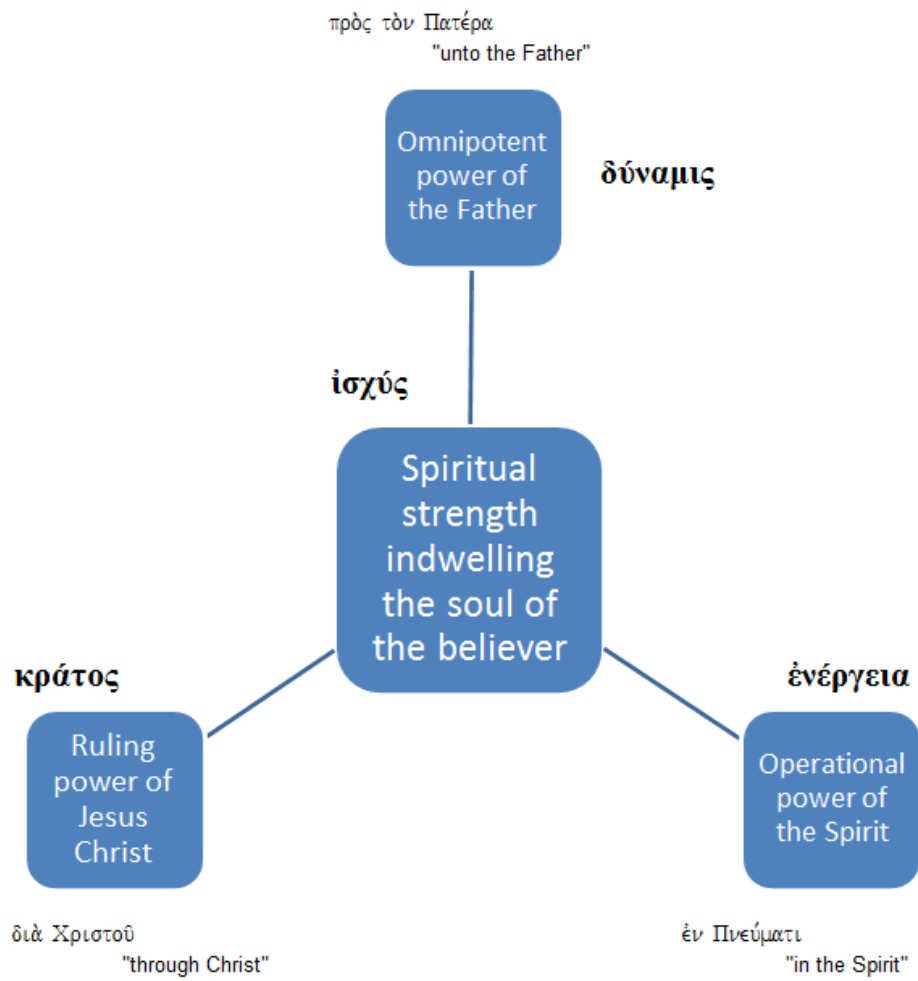 πρὸς τὸν Πατέρα
"unto the Father"
Omnipotent
power of
the Father
δύναμις
ἰσχύς
Spiritual
strength
indwelling
the soul of
the believer
κράτος
Ruling
power of
Jesus
Christ
διὰ Χριστοῦ
"through Christ"
ἐνέργεια
Operational
power of
the Spirit
ἐν Πνεύματι
"in the Spirit"